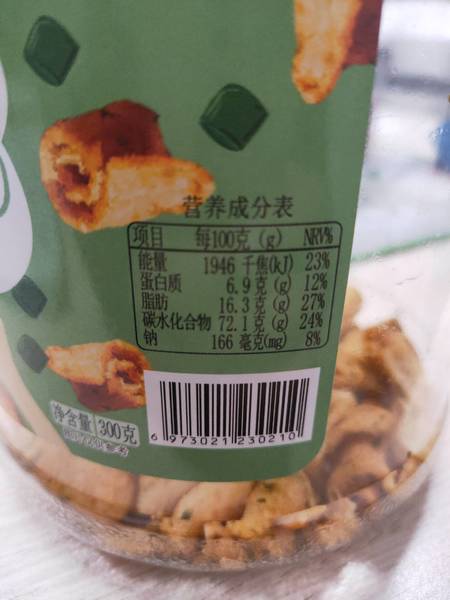 营养成分表
项目 每100克(g) NRV%
能量 1946 千焦(kJ) 23%
蛋白质 6.9 克(g) 12%
脂肪 16.3 克(g) 27%
碳水化合物 72.1 克(g) 24%
钠 166 毫克(mg) 8%
净含量 300克
6 973021 230210